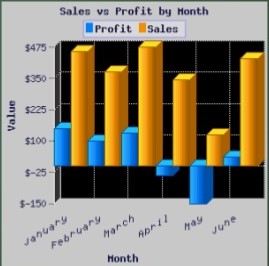 Sales vs Profit by Month
Profit Sales
$475
$350
$225
$100
$-25
$-150
Value
January February March April May June
Month